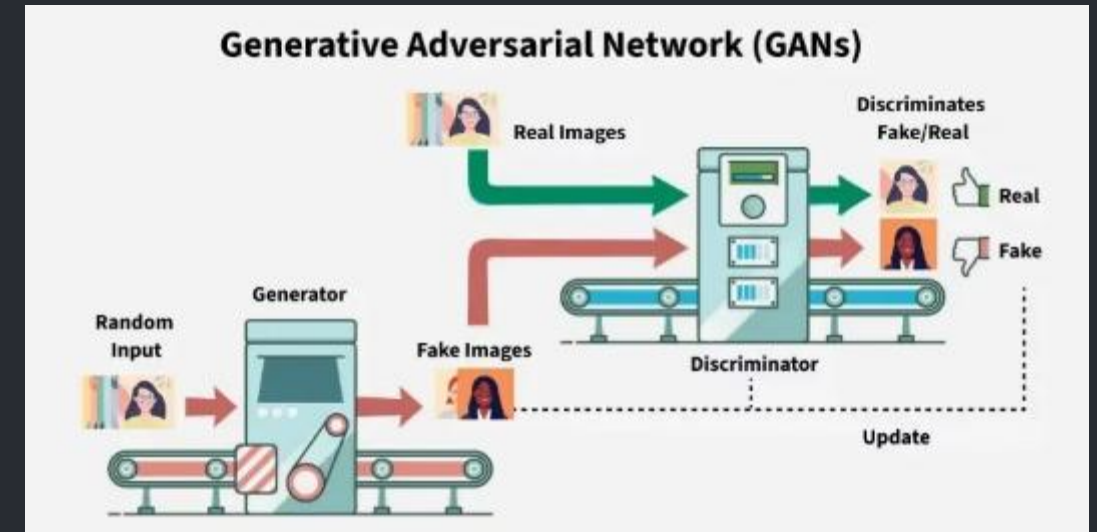 Generative Adversarial Network (GANs)
Real Images
Discriminates
Fake/Real
Real
Fake
Generator
Random
Input
Fake Images
Discriminator
Update